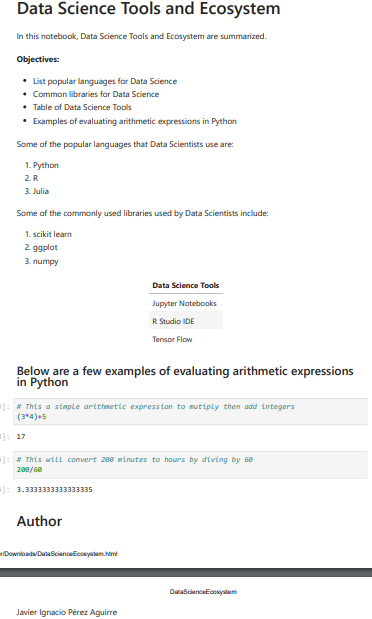 Data Science Tools and Ecosystem
In this notebook, Data Science Tools and Ecosystem are summarized.
Objectives:
• List popular languages for Data Science
• Common libraries for Data Science
• Table of Data Science Tools
• Examples of evaluating arithmetic expressions in Python
Some of the popular languages that Data Scientists use are:
1. Python
2. R
3. Julia
Some of the commonly used libraries used by Data Scientists include:
1. scikit learn
2. ggplot
3. numpy
Data Science Tools
Jupyter Notebooks
R Studio IDE
Tensor Flow
Below are a few examples of evaluating arithmetic expressions
in Python
]: # This a simple arithmetic expression to mutiply then add integers
(3*4)+5
]: 17
]: # This will convert 200 minutes to hours by diving by 60
200/60
]: 3.3333333333333335
Author
r/Downloads/DataScienceEcosystem.html
DataScienceEcosystem
Javier Ignacio Pérez Aguirre